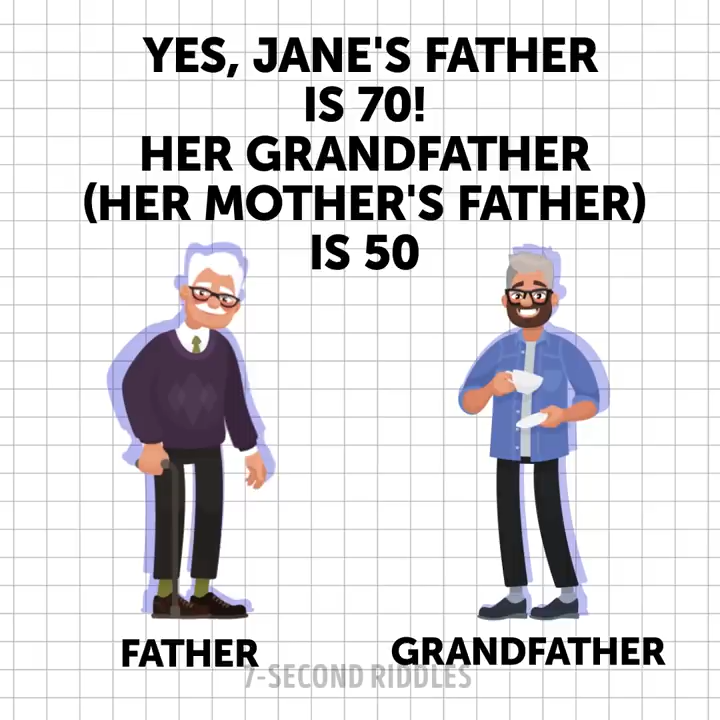 YES, JANE'S FATHER
IS 70!
HER GRANDFATHER
(HER MOTHER'S FATHER)
IS 50
FATHER
GRANDFATHER
7-SECOND RIDDLES